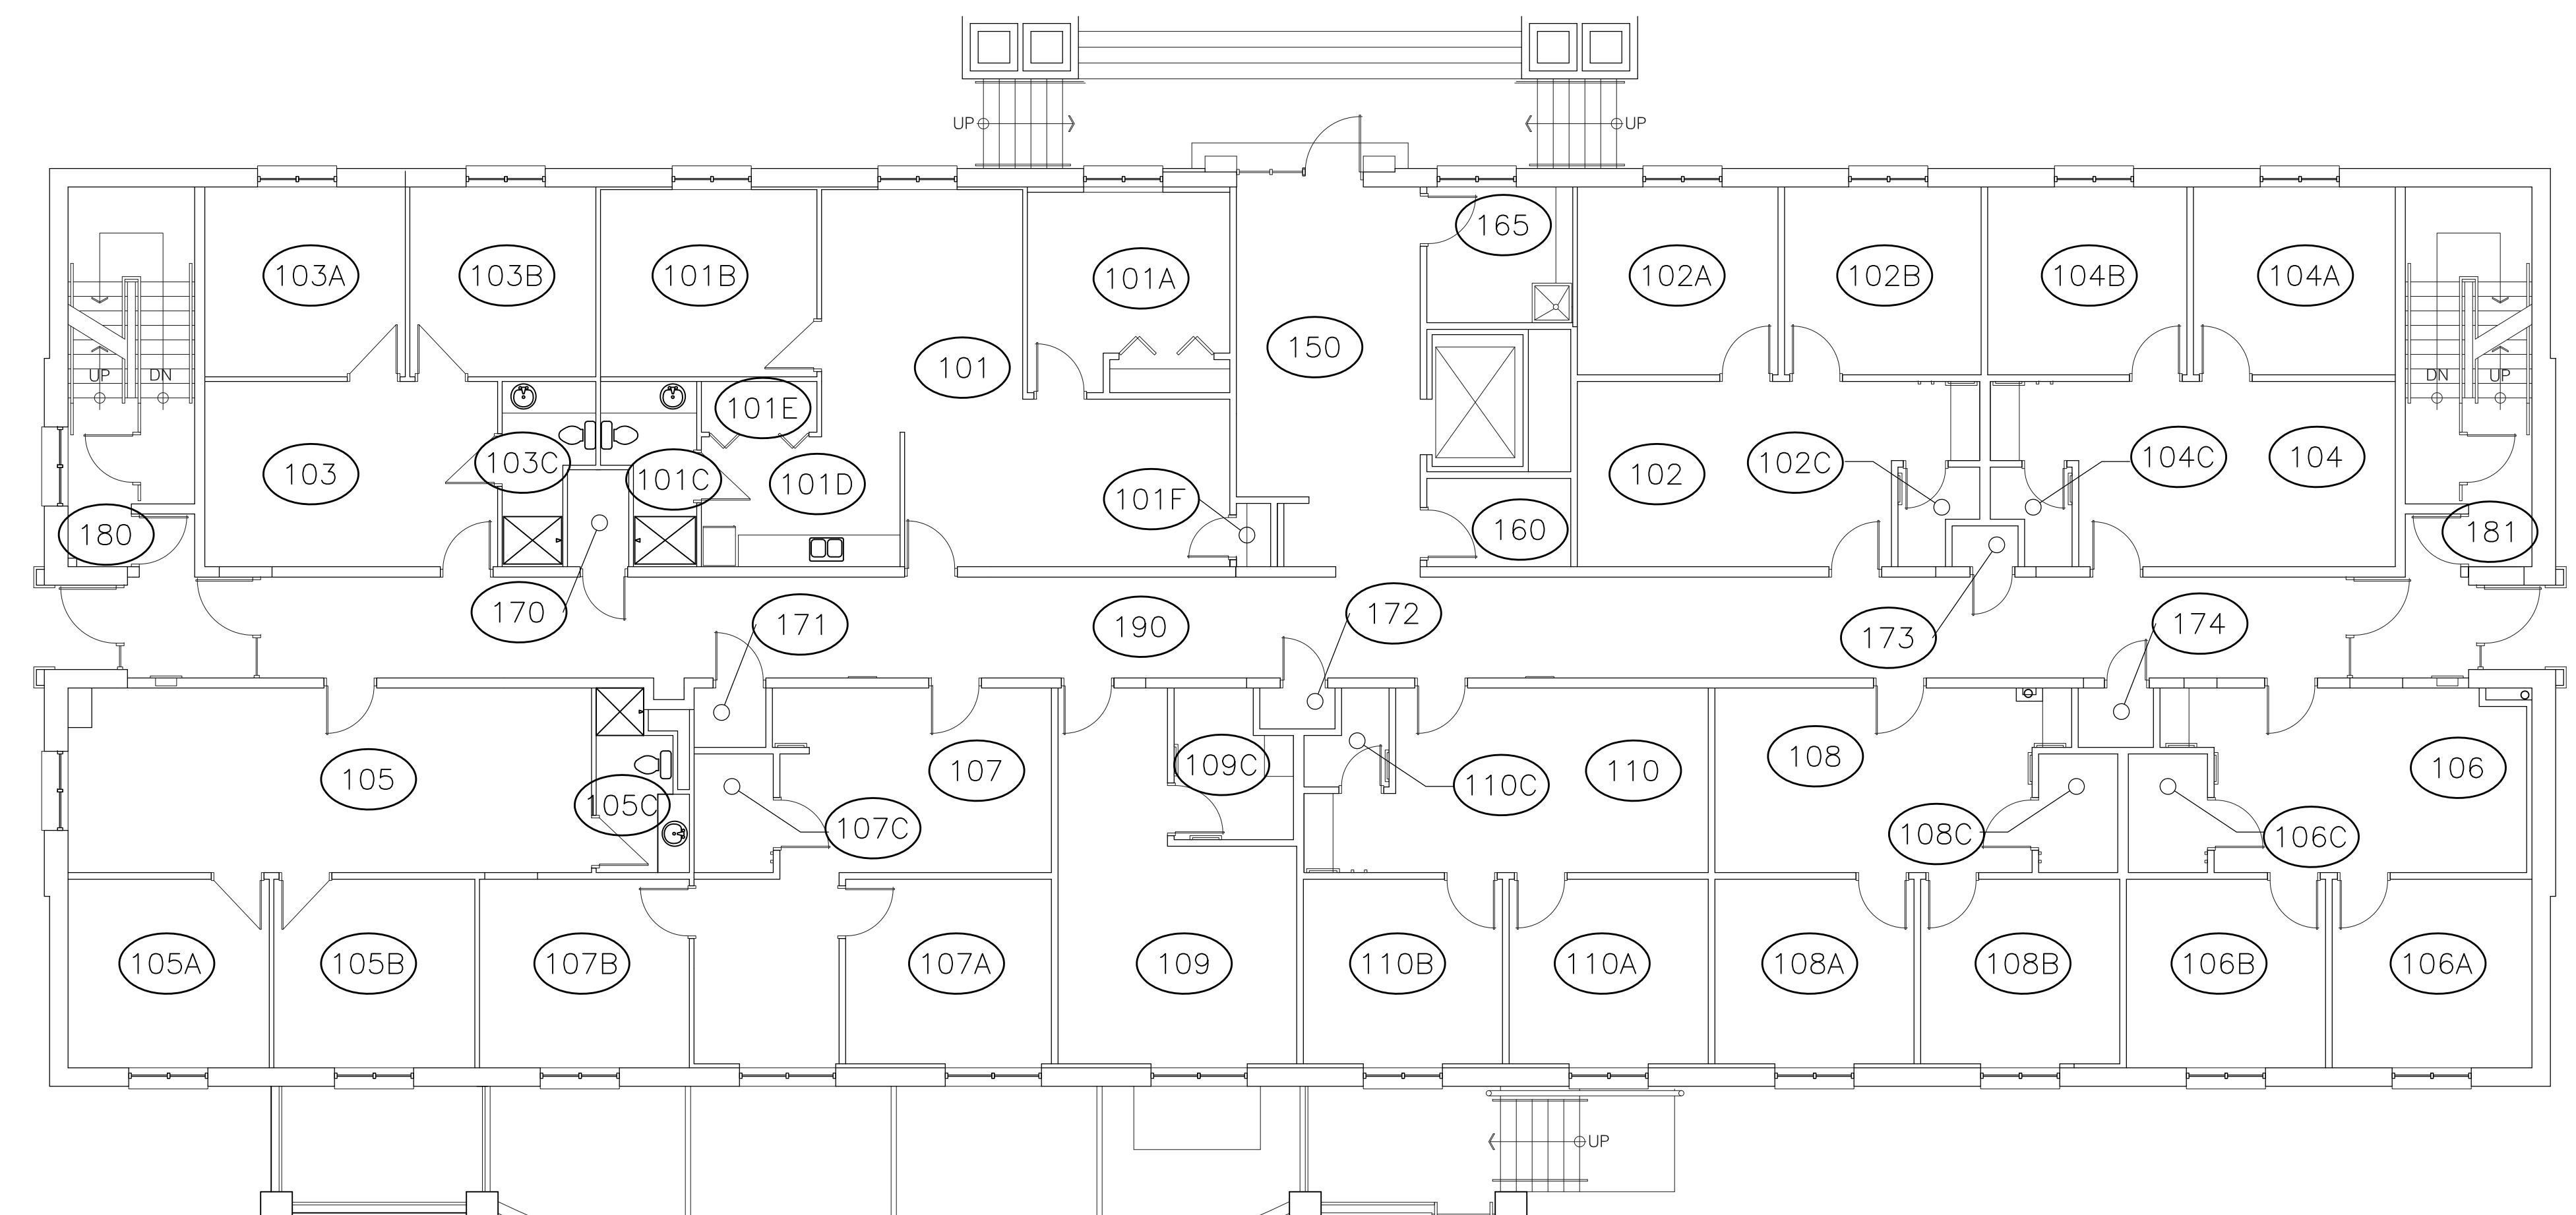 UP UP
165
103A 103B 101B 101A 102A 102B 104B 104A
150
101
UP DN DN UP
101E
103 103C 101C 101D 101F 102 102C 104C 104
180 160 181
170 171 190 172 173 174
105 105C 107 107C 109C 110C 110 108 108C 106C 106
105A 105B 107B 107A 109 110B 110A 108A 108B 106B 106A
UP